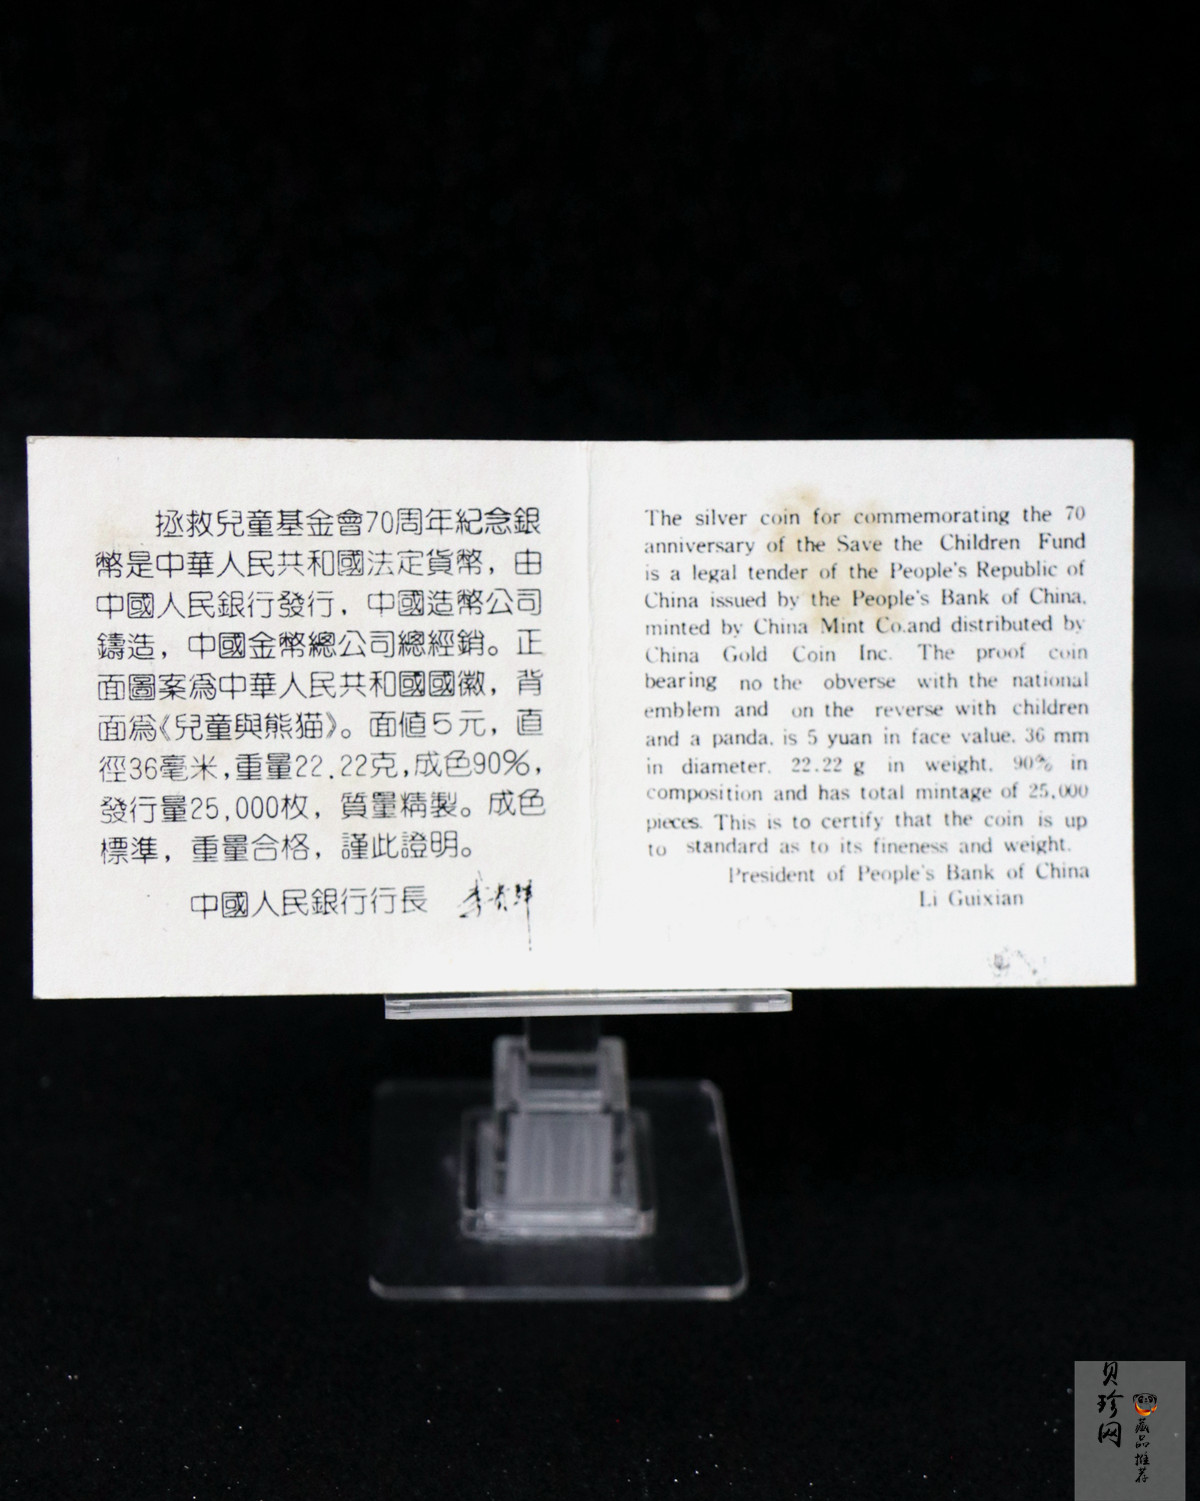 拯救兒童基金會70周年紀念銀
幣是中華人民共和國法定貨幣，由
中國人民銀行發行，中國造幣公司
鑄造，中國金幣總公司總經銷。正
面圖案為中華人民共和國國徽，背
面為《兒童與熊猫》。面值5元，直
徑36毫米，重量22.22克，成色90%，
發行量25,000枚，質量精製。成色
標準，重量合格，謹此證明。
中國人民銀行行長
The silver coin for commemorating the 70
anniversary of the Save the Children Fund
is a legal tender of the People's Republic of
China issued by the People's Bank of China,
minted by China Mint Co.and distributed by
China Gold Coin Inc. The proof coin
bearing no the obverse with the national
emblem and on the reverse with children
and a panda, is 5 yuan in face value, 36 mm
in diameter, 22.22 g in weight, 90% in
composition and has total mintage of 25,000
pieces. This is to certify that the coin is up
to standard as to its fineness and weight.
President of People's Bank of China
Li Guixian
贝珍网
藏品推荐